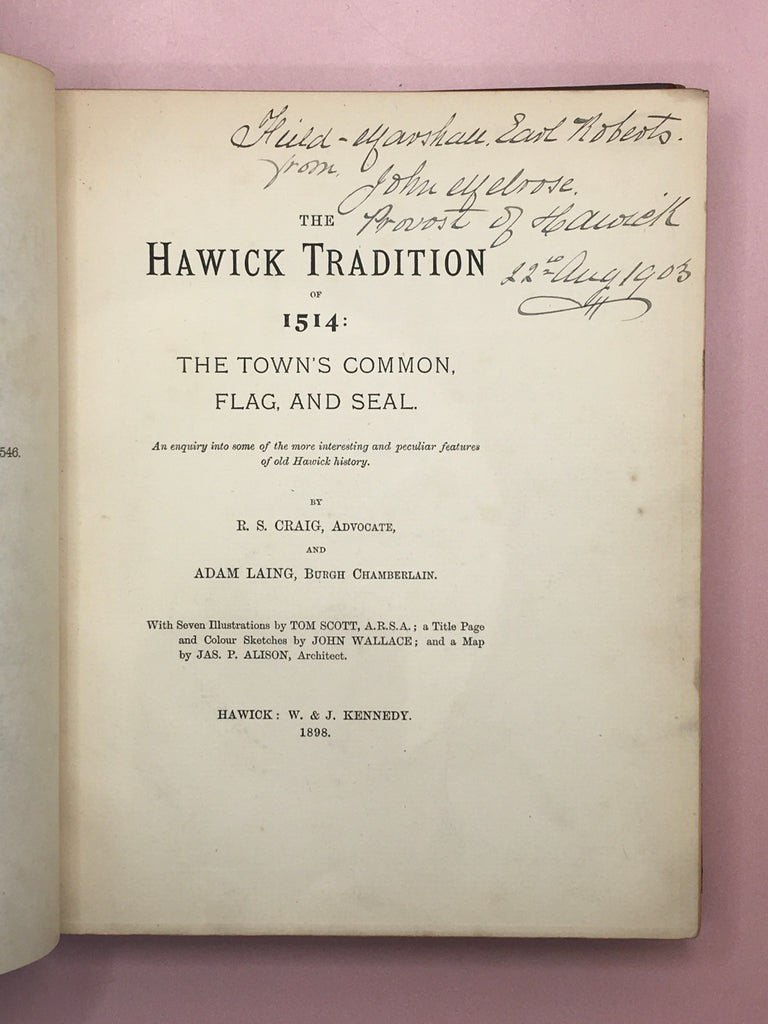 Field-Marshall. Earl Roberts.
from.
John Melrose.
Provost of Hawick
22nd Aug 1903
THE
HAWICK TRADITION
OF
1514:
THE TOWN'S COMMON,
FLAG, AND SEAL.
An enquiry into some of the more interesting and peculiar features
of old Hawick history.
BY
R. S. CRAIG, ADVOCATE,
AND
ADAM LAING, BURGH CHAMBERLAIN.
With Seven Illustrations by TOM SCOTT, A.R.S.A.; a Title Page
and Colour Sketches by JOHN WALLACE; and a Map
by JAS. P. ALISON, Architect.
HAWICK: W. & J. KENNEDY.
1898.
546.